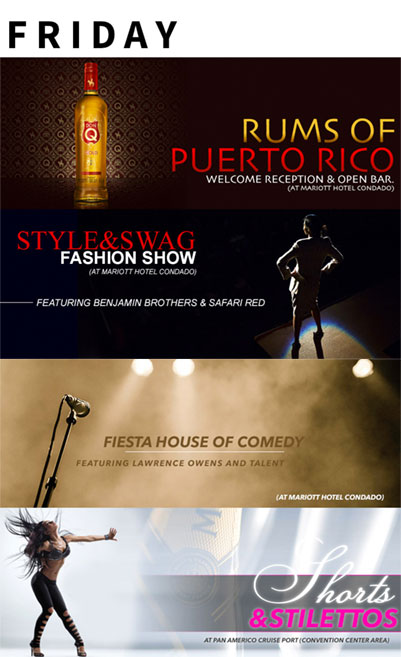 FRIDAY
DON
Q
RUMS OF
PUERTO RICO
WELCOME RECEPTION & OPEN BAR.
(AT MARIOTT HOTEL CONDADO)
STYLE&SWAG
FASHION SHOW
(AT MARIOTT HOTEL CONDADO)
FEATURING BENJAMIN BROTHERS & SAFARI RED
FIESTA HOUSE OF COMEDY
FEATURING LAWRENCE OWENS AND TALENT
(AT MARIOTT HOTEL CONDADO)
Shorts
&STILETTOS
AT PAN AMERICO CRUISE PORT (CONVENTION CENTER AREA)